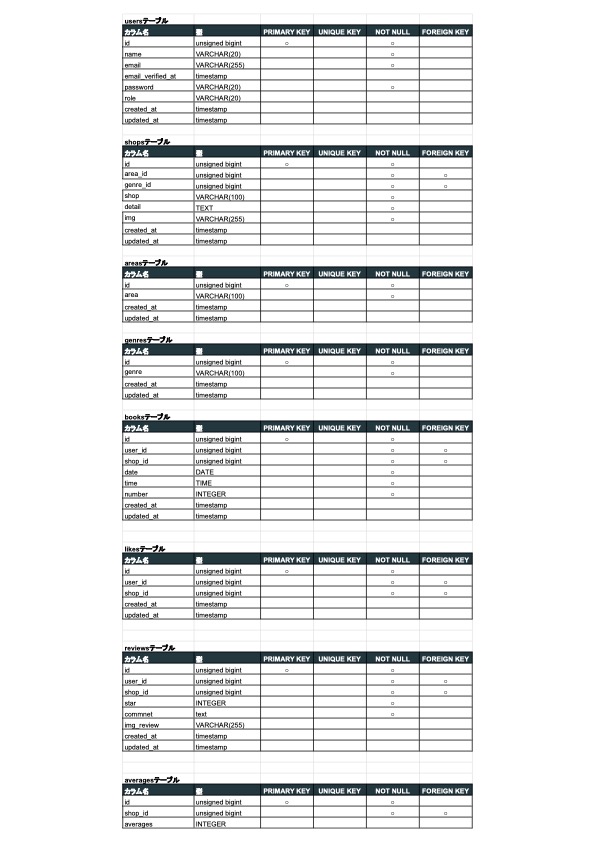 usersテーブル
カラム名 型 PRIMARY KEY UNIQUE KEY NOT NULL FOREIGN KEY
id unsigned bigint ○ ○
name VARCHAR(20) ○
email VARCHAR(255) ○
email_verified_at timestamp
password VARCHAR(20) ○
role VARCHAR(20)
created_at timestamp
updated_at timestamp
shopsテーブル
カラム名 型 PRIMARY KEY UNIQUE KEY NOT NULL FOREIGN KEY
id unsigned bigint ○ ○
area_id unsigned bigint ○ ○
genre_id unsigned bigint ○ ○
shop VARCHAR(100) ○
detail TEXT ○
img VARCHAR(255) ○
created_at timestamp
updated_at timestamp
areasテーブル
カラム名 型 PRIMARY KEY UNIQUE KEY NOT NULL FOREIGN KEY
id unsigned bigint ○ ○
area VARCHAR(100) ○
created_at timestamp
updated_at timestamp
genresテーブル
カラム名 型 PRIMARY KEY UNIQUE KEY NOT NULL FOREIGN KEY
id unsigned bigint ○ ○
genre VARCHAR(100) ○
created_at timestamp
updated_at timestamp
booksテーブル
カラム名 型 PRIMARY KEY UNIQUE KEY NOT NULL FOREIGN KEY
id unsigned bigint ○ ○
user_id unsigned bigint ○ ○
shop_id unsigned bigint ○ ○
date DATE ○
time TIME ○
number INTEGER ○
created_at timestamp
updated_at timestamp
likesテーブル
カラム名 型 PRIMARY KEY UNIQUE KEY NOT NULL FOREIGN KEY
id unsigned bigint ○ ○
user_id unsigned bigint ○ ○
shop_id unsigned bigint ○ ○
created_at timestamp
updated_at timestamp
reviewsテーブル
カラム名 型 PRIMARY KEY UNIQUE KEY NOT NULL FOREIGN KEY
id unsigned bigint ○ ○
user_id unsigned bigint ○ ○
shop_id unsigned bigint ○ ○
star INTEGER ○
commnet text ○
img_review VARCHAR(255)
created_at timestamp
updated_at timestamp
averagesテーブル
カラム名 型 PRIMARY KEY UNIQUE KEY NOT NULL FOREIGN KEY
id unsigned bigint ○ ○
shop_id unsigned bigint ○ ○
averages INTEGER